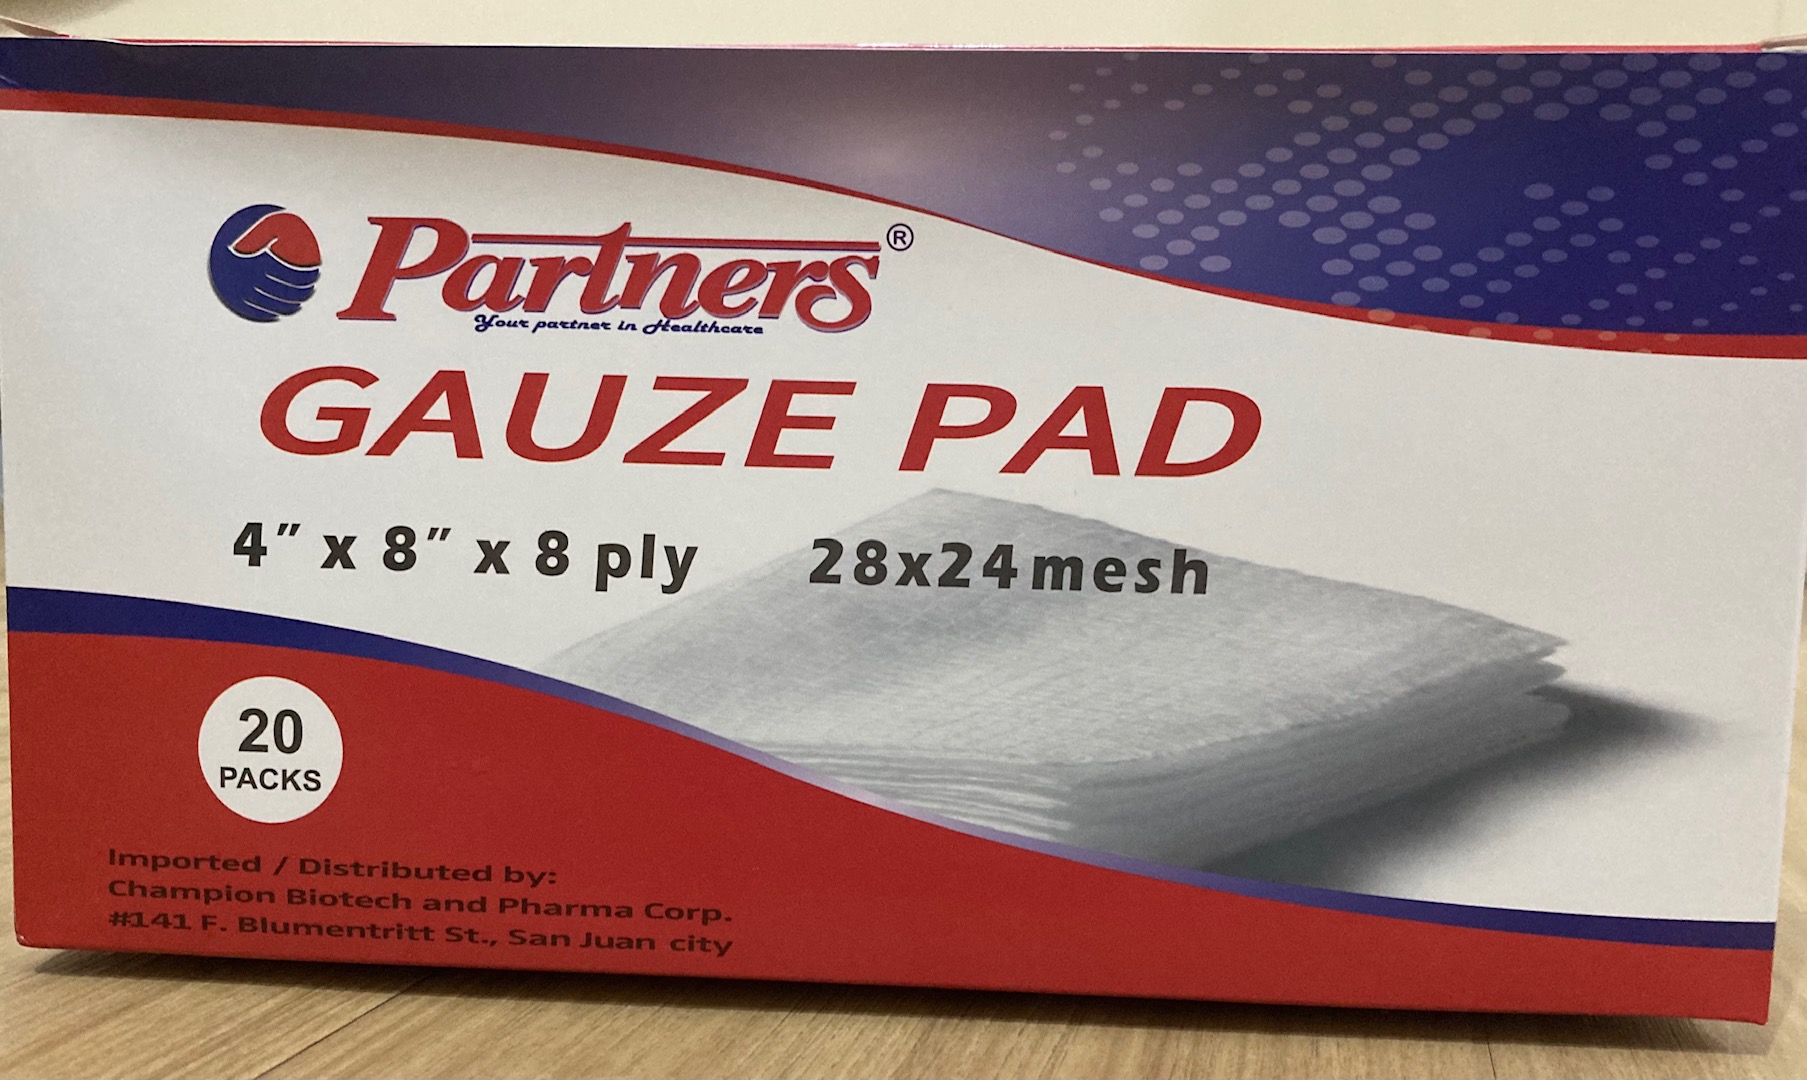 Partners®
Your partner in Healthcare
GAUZE PAD
4" x 8" x 8 ply 28x24mesh
20
PACKS
Imported / Distributed by:
Champion Biotech and Pharma Corp.
#141 F. Blumentritt St., San Juan city